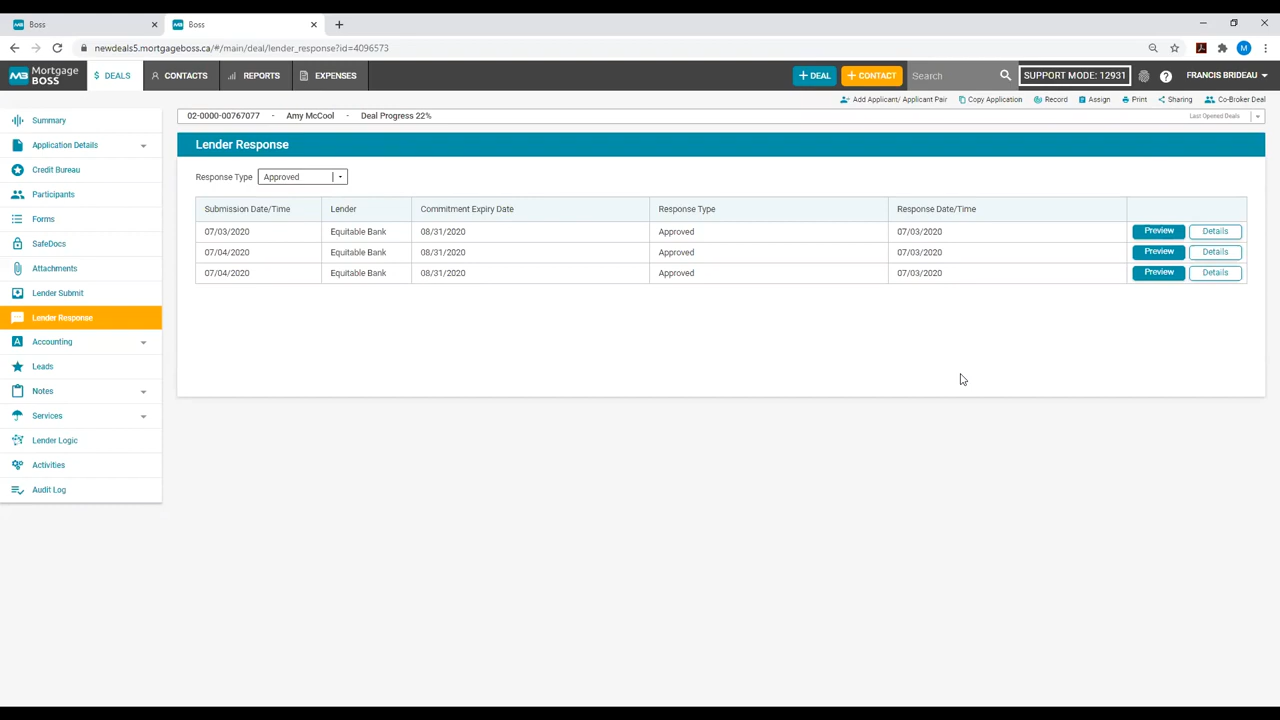 Boss
Boss
newdeals5.mortgageboss.ca/#/main/deal/lender_response?id=4096573
M
MB Mortgage BOSS
$ DEALS CONTACTS REPORTS EXPENSES + DEAL + CONTACT Search SUPPORT MODE: 12931 ? FRANCIS BRIDEAU
Add Applicant/ Applicant Pair Copy Application Record Assign Print Sharing Co-Broker Deal
02-0000-00767077 - Amy McCool - Deal Progress 22% Last Opened Deals
Summary
Application Details
Credit Bureau
Participants
Forms
SafeDocs
Attachments
Lender Submit
Lender Response
Accounting
Leads
Notes
Services
Lender Logic
Activities
Audit Log
Lender Response
Response Type Approved
Submission Date/Time Lender Commitment Expiry Date Response Type Response Date/Time
07/03/2020 Equitable Bank 08/31/2020 Approved 07/03/2020 Preview Details
07/04/2020 Equitable Bank 08/31/2020 Approved 07/03/2020 Preview Details
07/04/2020 Equitable Bank 08/31/2020 Approved 07/03/2020 Preview Details